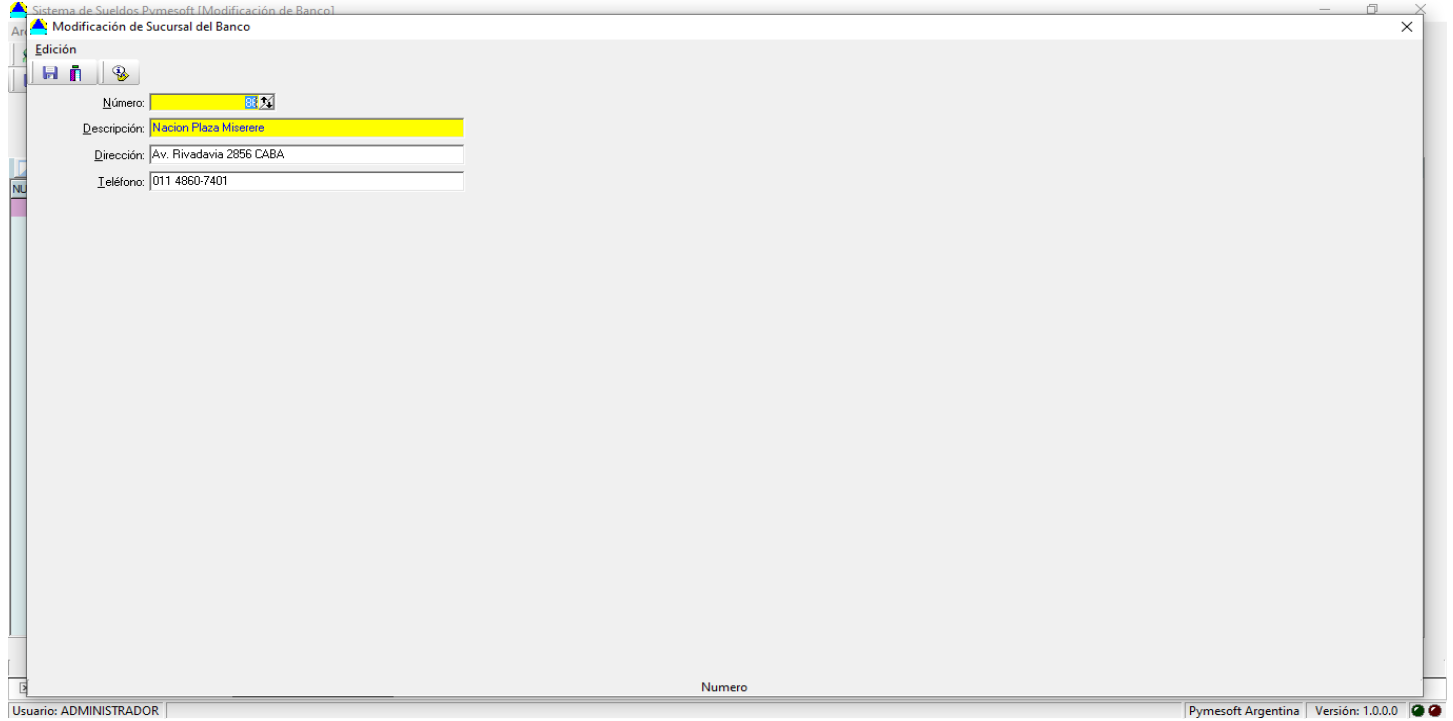 Sistema de Sueldos Pymesoft [Modificación de Banco]
Modificación de Sucursal del Banco
Edición
Número:
Descripción: Nacion Plaza Miserere
Dirección: Av. Rivadavia 2856 CABA
Teléfono: 011 4860-7401
NU
Numero
Usuario: ADMINISTRADOR Pymesoft Argentina Versión: 1.0.0.0